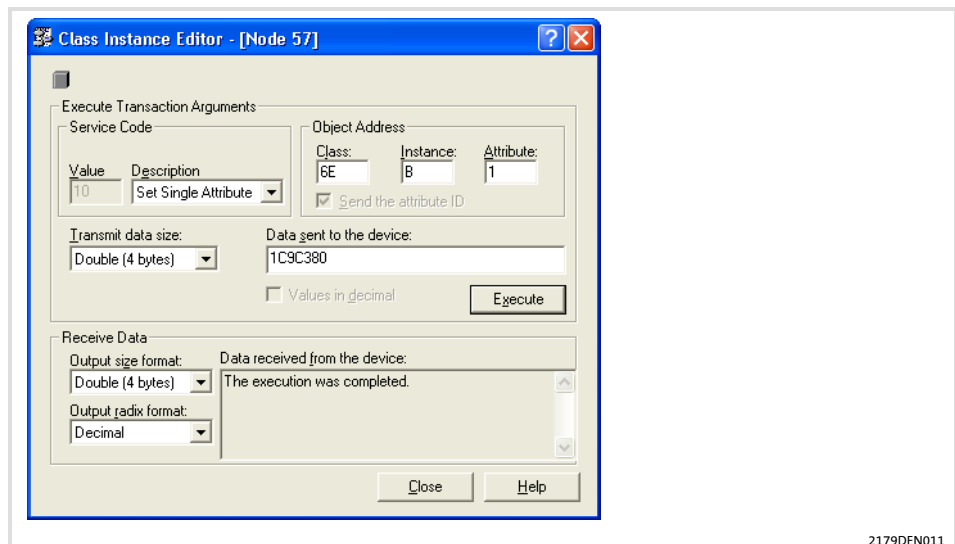 Class Instance Editor - [Node 57]
Execute Transaction Arguments
Service Code
Value Description
10 Set Single Attribute
Object Address
Class: Instance: Attribute:
6E B 1
Send the attribute ID
Transmit data size:
Double (4 bytes)
Data sent to the device:
1C9C380
Values in decimal
Execute
Receive Data
Output size format:
Double (4 bytes)
Output radix format:
Decimal
Data received from the device:
The execution was completed.
Close Help
2179DEN011